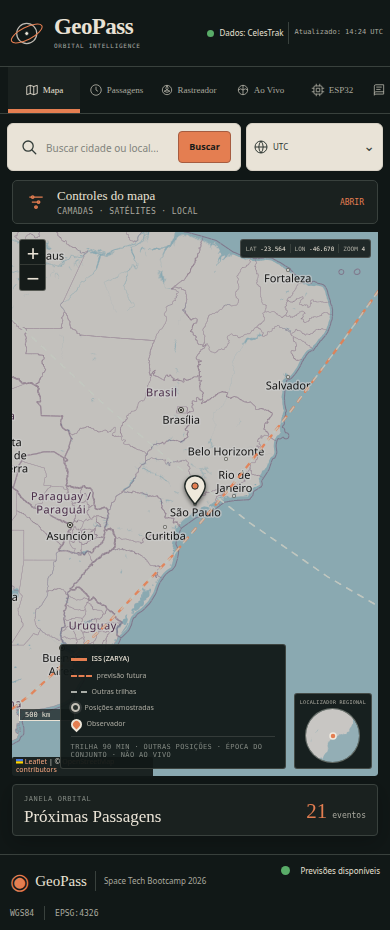 GeoPass
ORBITAL INTELLIGENCE
Dados: CelesTrak
Atualizado: 14:24 UTC
Mapa
Passagens
Rastreador
Ao Vivo
ESP32
Buscar cidade ou local...
Buscar
UTC
Controles do mapa
CAMADAS · SATÉLITES · LOCAL
ABRIR
+
−
aus
LAT -23.564
LON -46.670
ZOOM 4
Fortaleza
Brasil
Salvador
Brasília
Belo Horizonte
Rio de
Janeiro
São Paulo
Paraguay /
Paraguái
Asunción
Curitiba
Uruguay
500 km
ISS (ZARYA)
previsão futura
Outras trilhas
Posições amostradas
Observador
TRILHA 90 MIN · OUTRAS POSIÇÕES · ÉPOCA DO
CONJUNTO · NÃO AO VIVO
LOCALIZADOR REGIONAL
Leaflet | ©
contributors
JANELA ORBITAL
Próximas Passagens
21 eventos
GeoPass
Space Tech Bootcamp 2026
Previsões disponíveis
WGS84
EPSG:4326